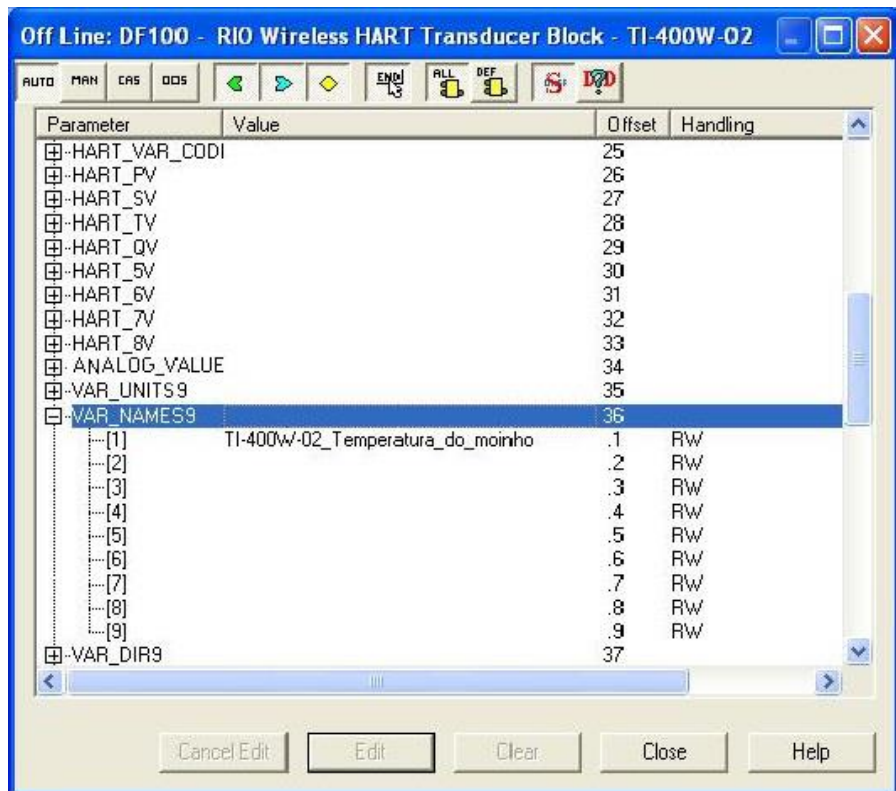 Off Line: DF100 - RIO Wireless HART Transducer Block - TI-400W-O2
AUTO MAN CAS OOS END ALL DEF S D?D
Parameter Value Offset Handling
HART_VAR_CODI 25
HART_PV 26
HART_SV 27
HART_TV 28
HART_QV 29
HART_5V 30
HART_6V 31
HART_7V 32
HART_8V 33
ANALOG_VALUE 34
VAR_UNITS9 35
VAR_NAMES9 36
[1] TI-400W-02_Temperatura_do_moinho .1 RW
[2] .2 RW
[3] .3 RW
[4] .4 RW
[5] .5 RW
[6] .6 RW
[7] .7 RW
[8] .8 RW
[9] .9 RW
VAR_DIR9 37
Cancel Edit Edit Clear Close Help